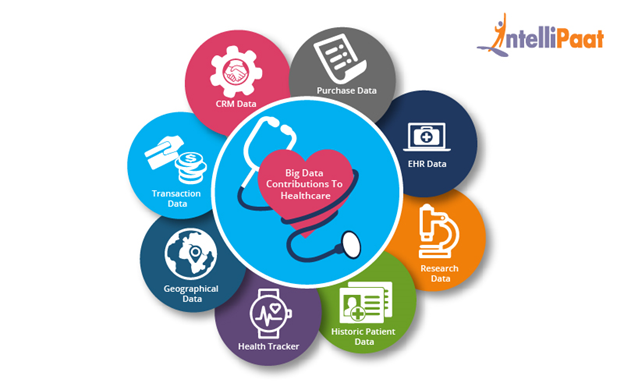 IntelliPaat
Purchase Data
CRM Data
EHR Data
Big Data
Contributions To
Healthcare
Transaction
Data
Research
Data
Geographical
Data
Historic Patient
Data
Health Tracker